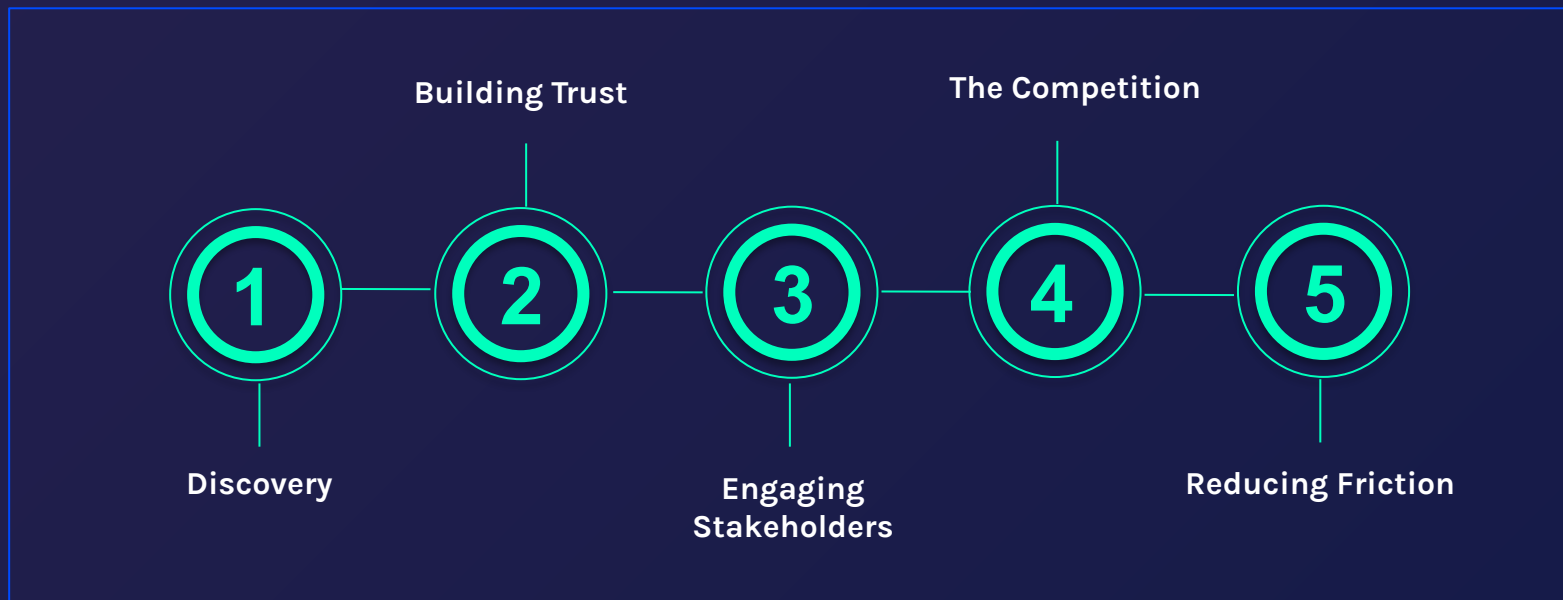 Building Trust
The Competition
1
2
3
4
5
Discovery
Engaging
Stakeholders
Reducing Friction